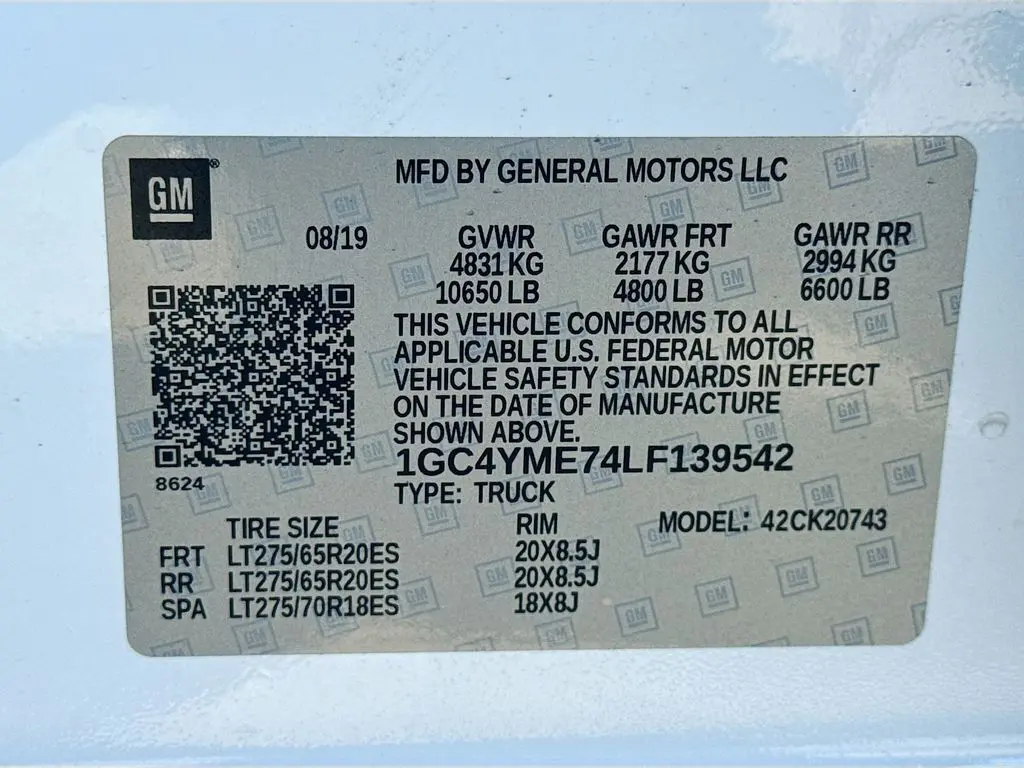 GM®
MFD BY GENERAL MOTORS LLC
08/19 GVWR GAWR FRT GAWR RR
4831 KG 2177 KG 2994 KG
10650 LB 4800 LB 6600 LB
THIS VEHICLE CONFORMS TO ALL
APPLICABLE U.S. FEDERAL MOTOR
VEHICLE SAFETY STANDARDS IN EFFECT
ON THE DATE OF MANUFACTURE
SHOWN ABOVE.
1GC4YME74LF139542
8624
TYPE: TRUCK
TIRE SIZE RIM MODEL: 42CK20743
FRT LT275/65R20ES 20X8.5J
RR LT275/65R20ES 20X8.5J
SPA LT275/70R18ES 18X8J